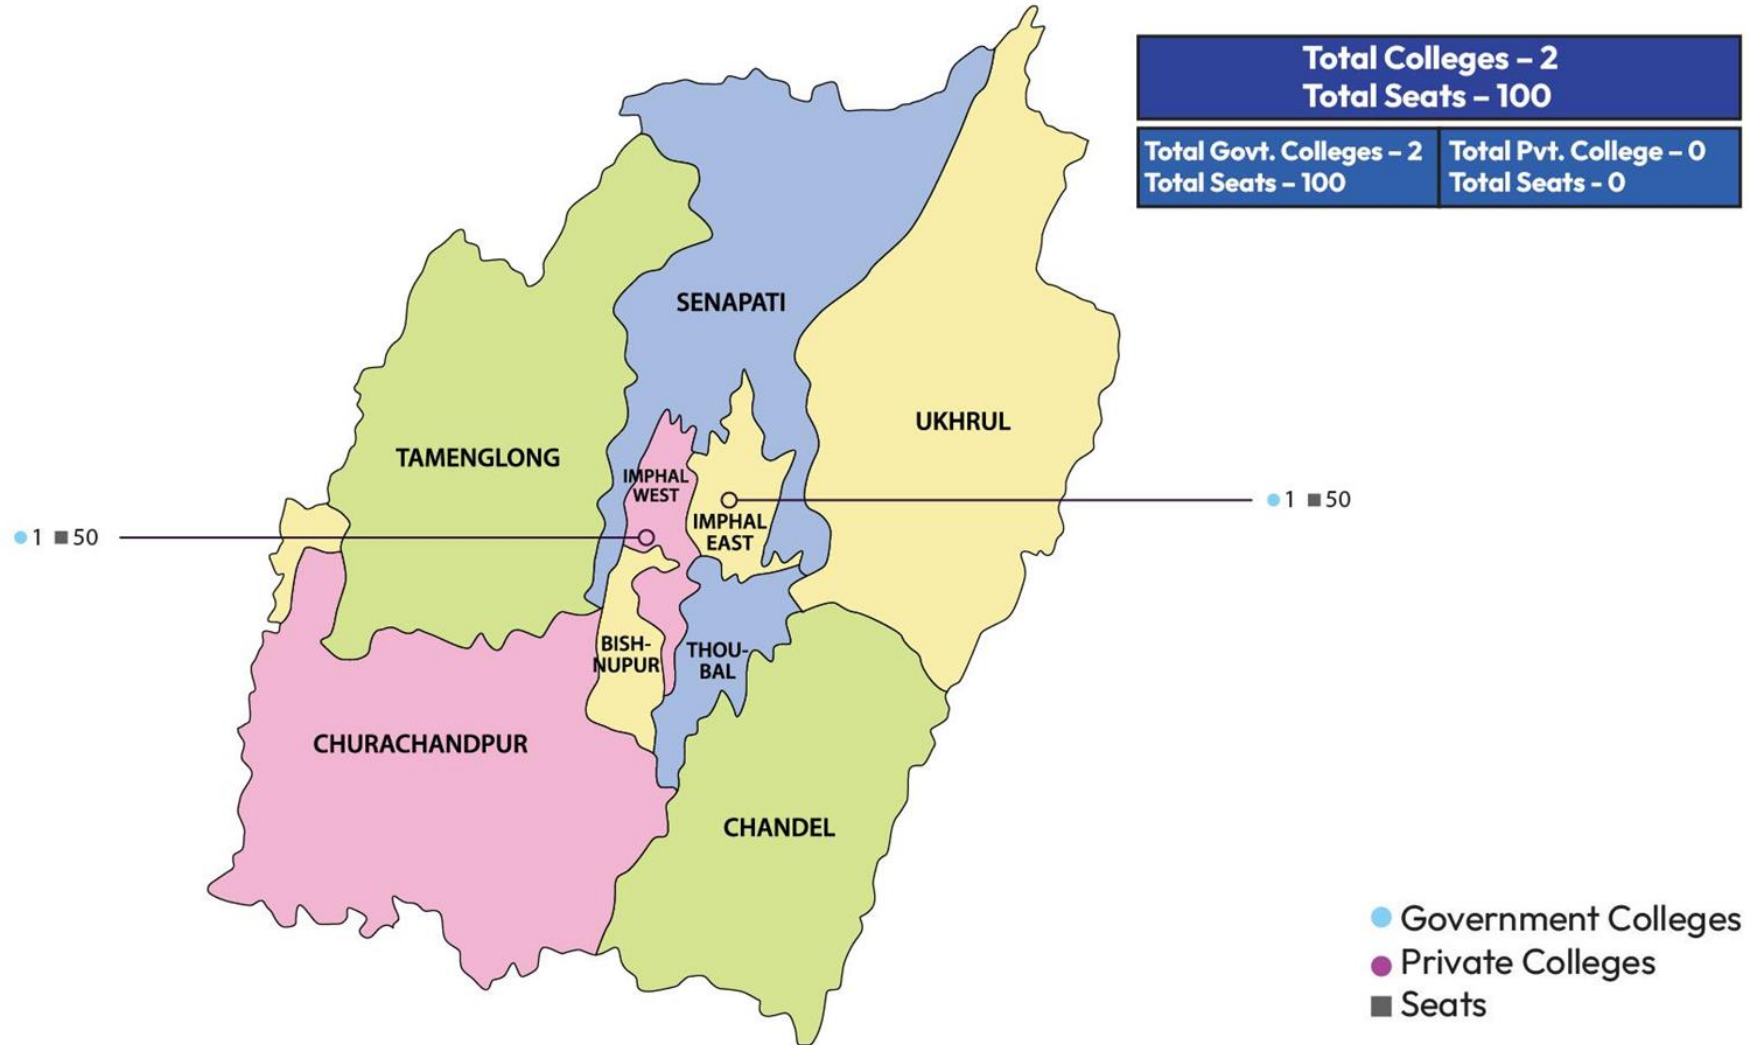 Total Colleges – 2
Total Seats – 100
Total Govt. Colleges – 2
Total Seats – 100
Total Pvt. College – 0
Total Seats - 0
SENAPATI
UKHRUL
TAMENGLONG
IMPHAL
WEST
1 50
IMPHAL
EAST
1 50
BISH-
NUPUR
THOU-
BAL
CHURACHANDPUR
CHANDEL
Government Colleges
Private Colleges
Seats